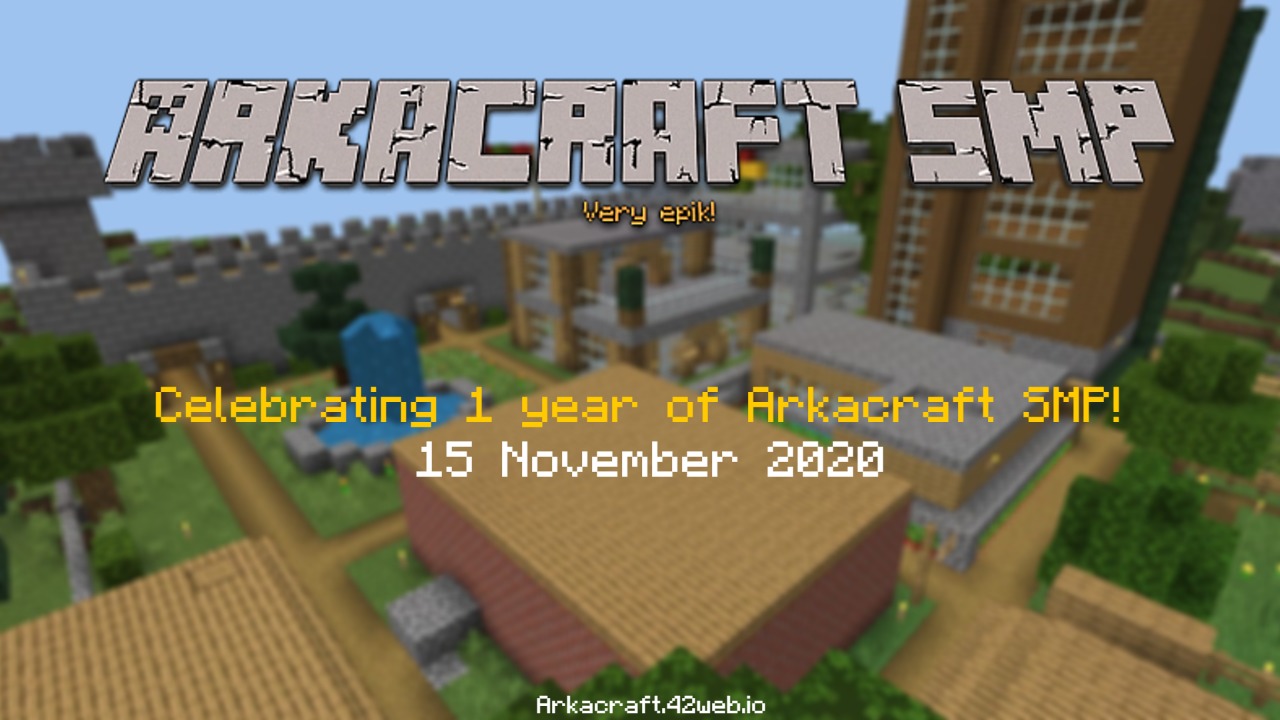 ARKACRAFT SMP
Very epik!
Celebrating 1 year of Arkacraft SMP!
15 November 2020
Arkacraft.42web.io